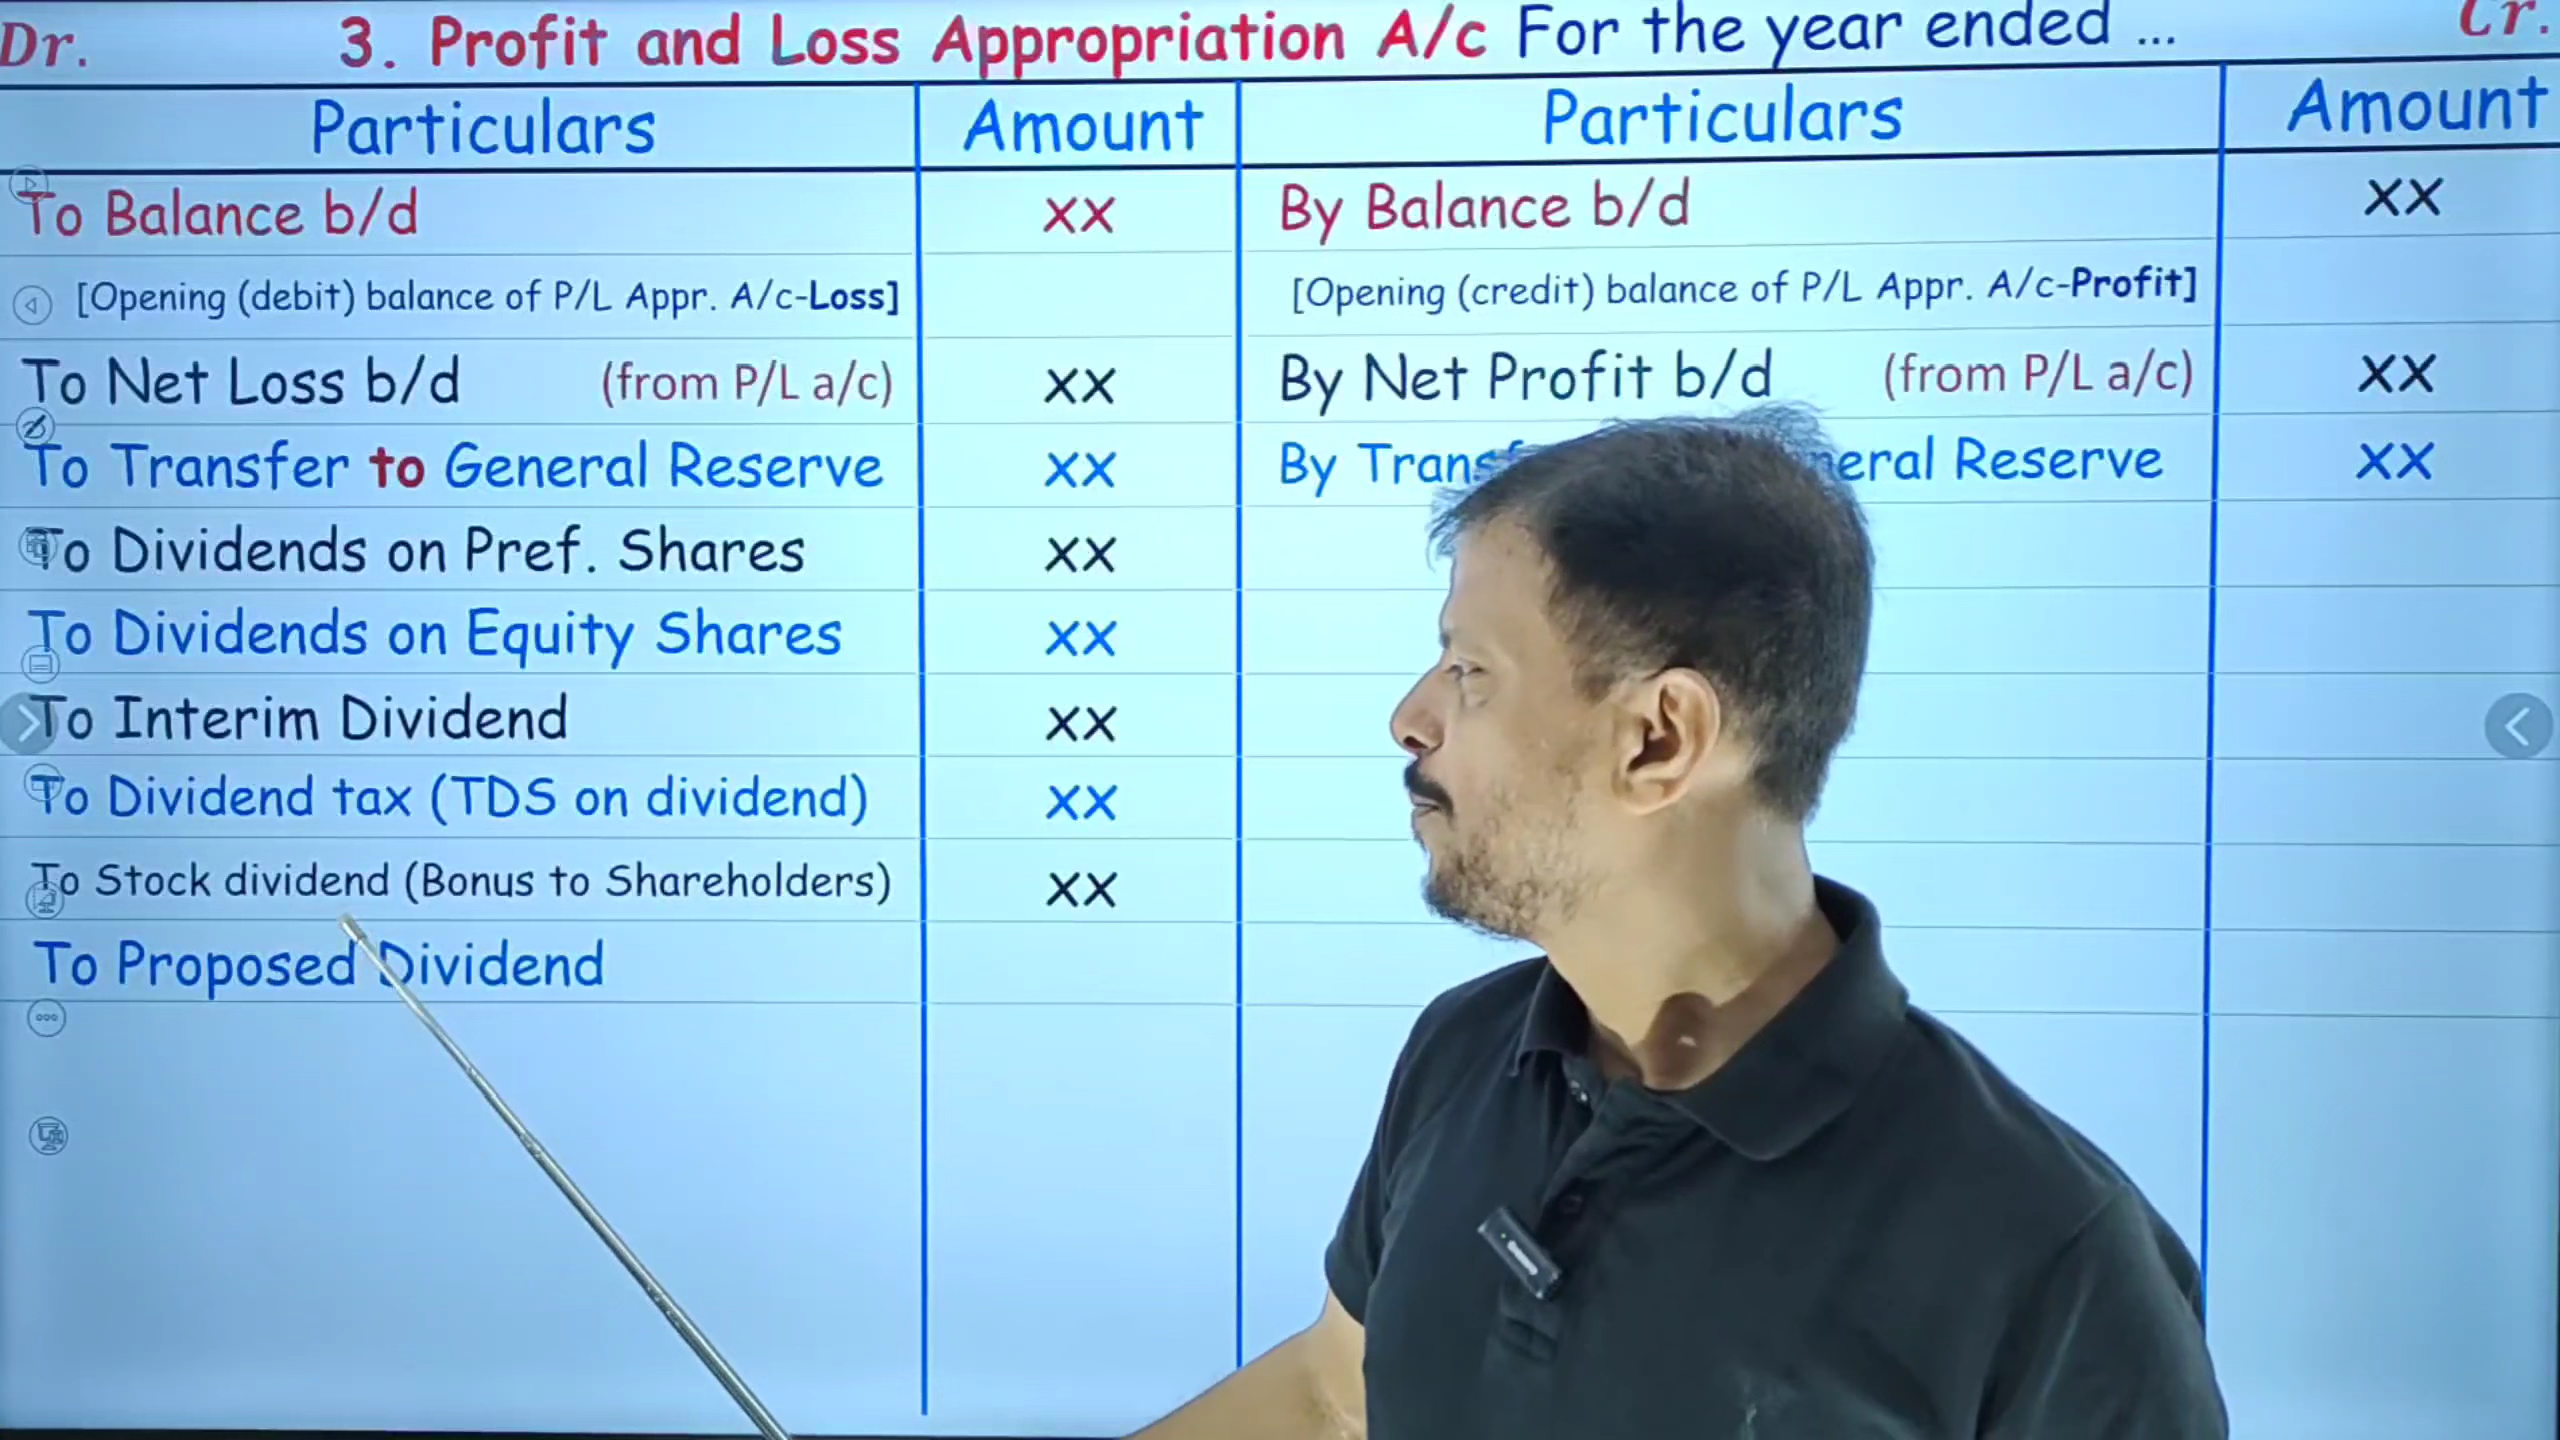 Dr. 3. Profit and Loss Appropriation A/c For the year ended ... Cr.
Particulars Amount Particulars Amount
To Balance b/d xx By Balance b/d xx
[Opening (debit) balance of P/L Appr. A/c-Loss] [Opening (credit) balance of P/L Appr. A/c-Profit]
To Net Loss b/d (from P/L a/c) xx By Net Profit b/d (from P/L a/c) xx
To Transfer to General Reserve xx By Reserve xx
To Dividends on Pref. Shares xx
To Dividends on Equity Shares xx
To Interim Dividend xx
To Dividend tax (TDS on dividend) xx
To Stock dividend (Bonus to Shareholders) xx
To Proposed Dividend